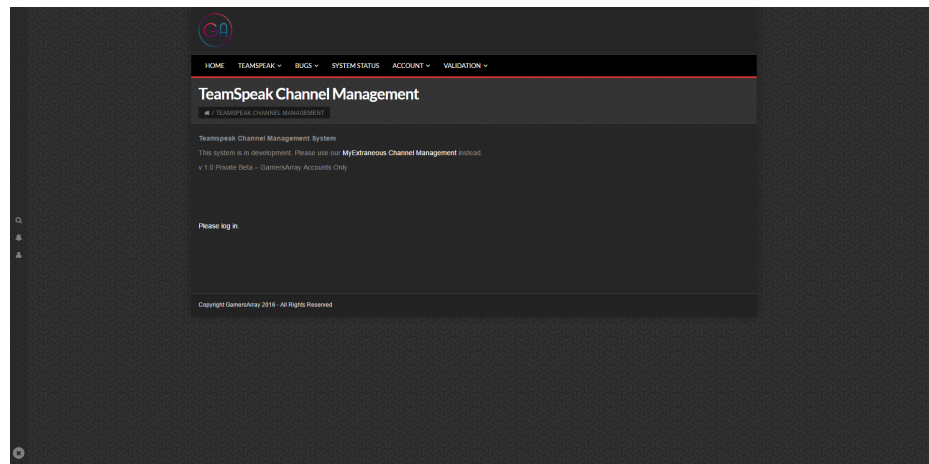 GA
HOME TEAMSPEAK BUGS SYSTEM STATUS ACCOUNT VALIDATION
TeamSpeak Channel Management
/ TEAMSPEAK CHANNEL MANAGEMENT
Teamspeak Channel Management System
This system is in development. Please use our MyExtraneous Channel Management instead.
v 1.0 Private Beta – GamersArray Accounts Only
Please log in.
Copyright GamersArray 2016 - All Rights Reserved